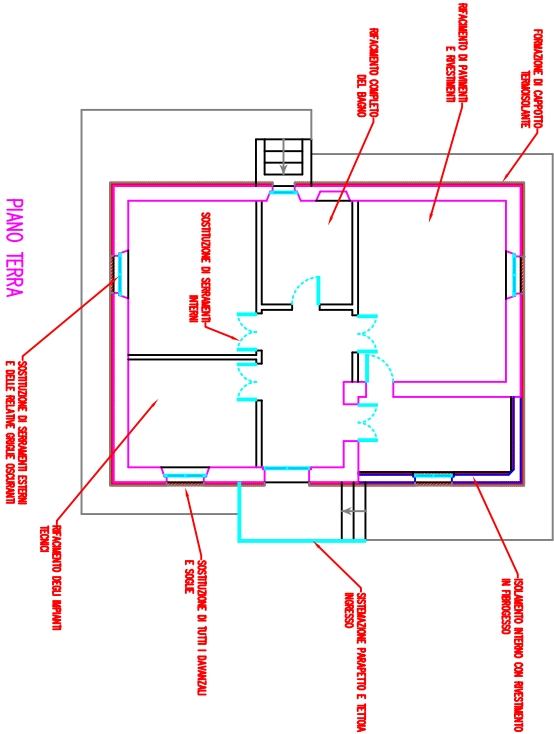 FORMAZIONE DI CAPPOTTO
TERMOISOLANTE
RIFACIMENTO DI PAVIMENTI
E RIVESTIMENTI
RIFACIMENTO COMPLETO
DEL BAGNO
SOSTITUZIONE DI SERRAMENTI
INTERNI
PIANO TERRA
SOSTITUZIONE DI SERRAMENTI ESTERNI
E DELLE RELATIVE GRIGLIE OSCURANTI
RIFACIMENTO DEGLI IMPIANTI
TECNICI
SOSTITUZIONE DI TUTTI I DAVANZALI
E SOGLIE
SISTEMAZIONE PARAPETTO E TETTOIA
INGRESSO
ISOLAMENTO INTERNO CON RIVESTIMENTO
IN FIBROGESSO